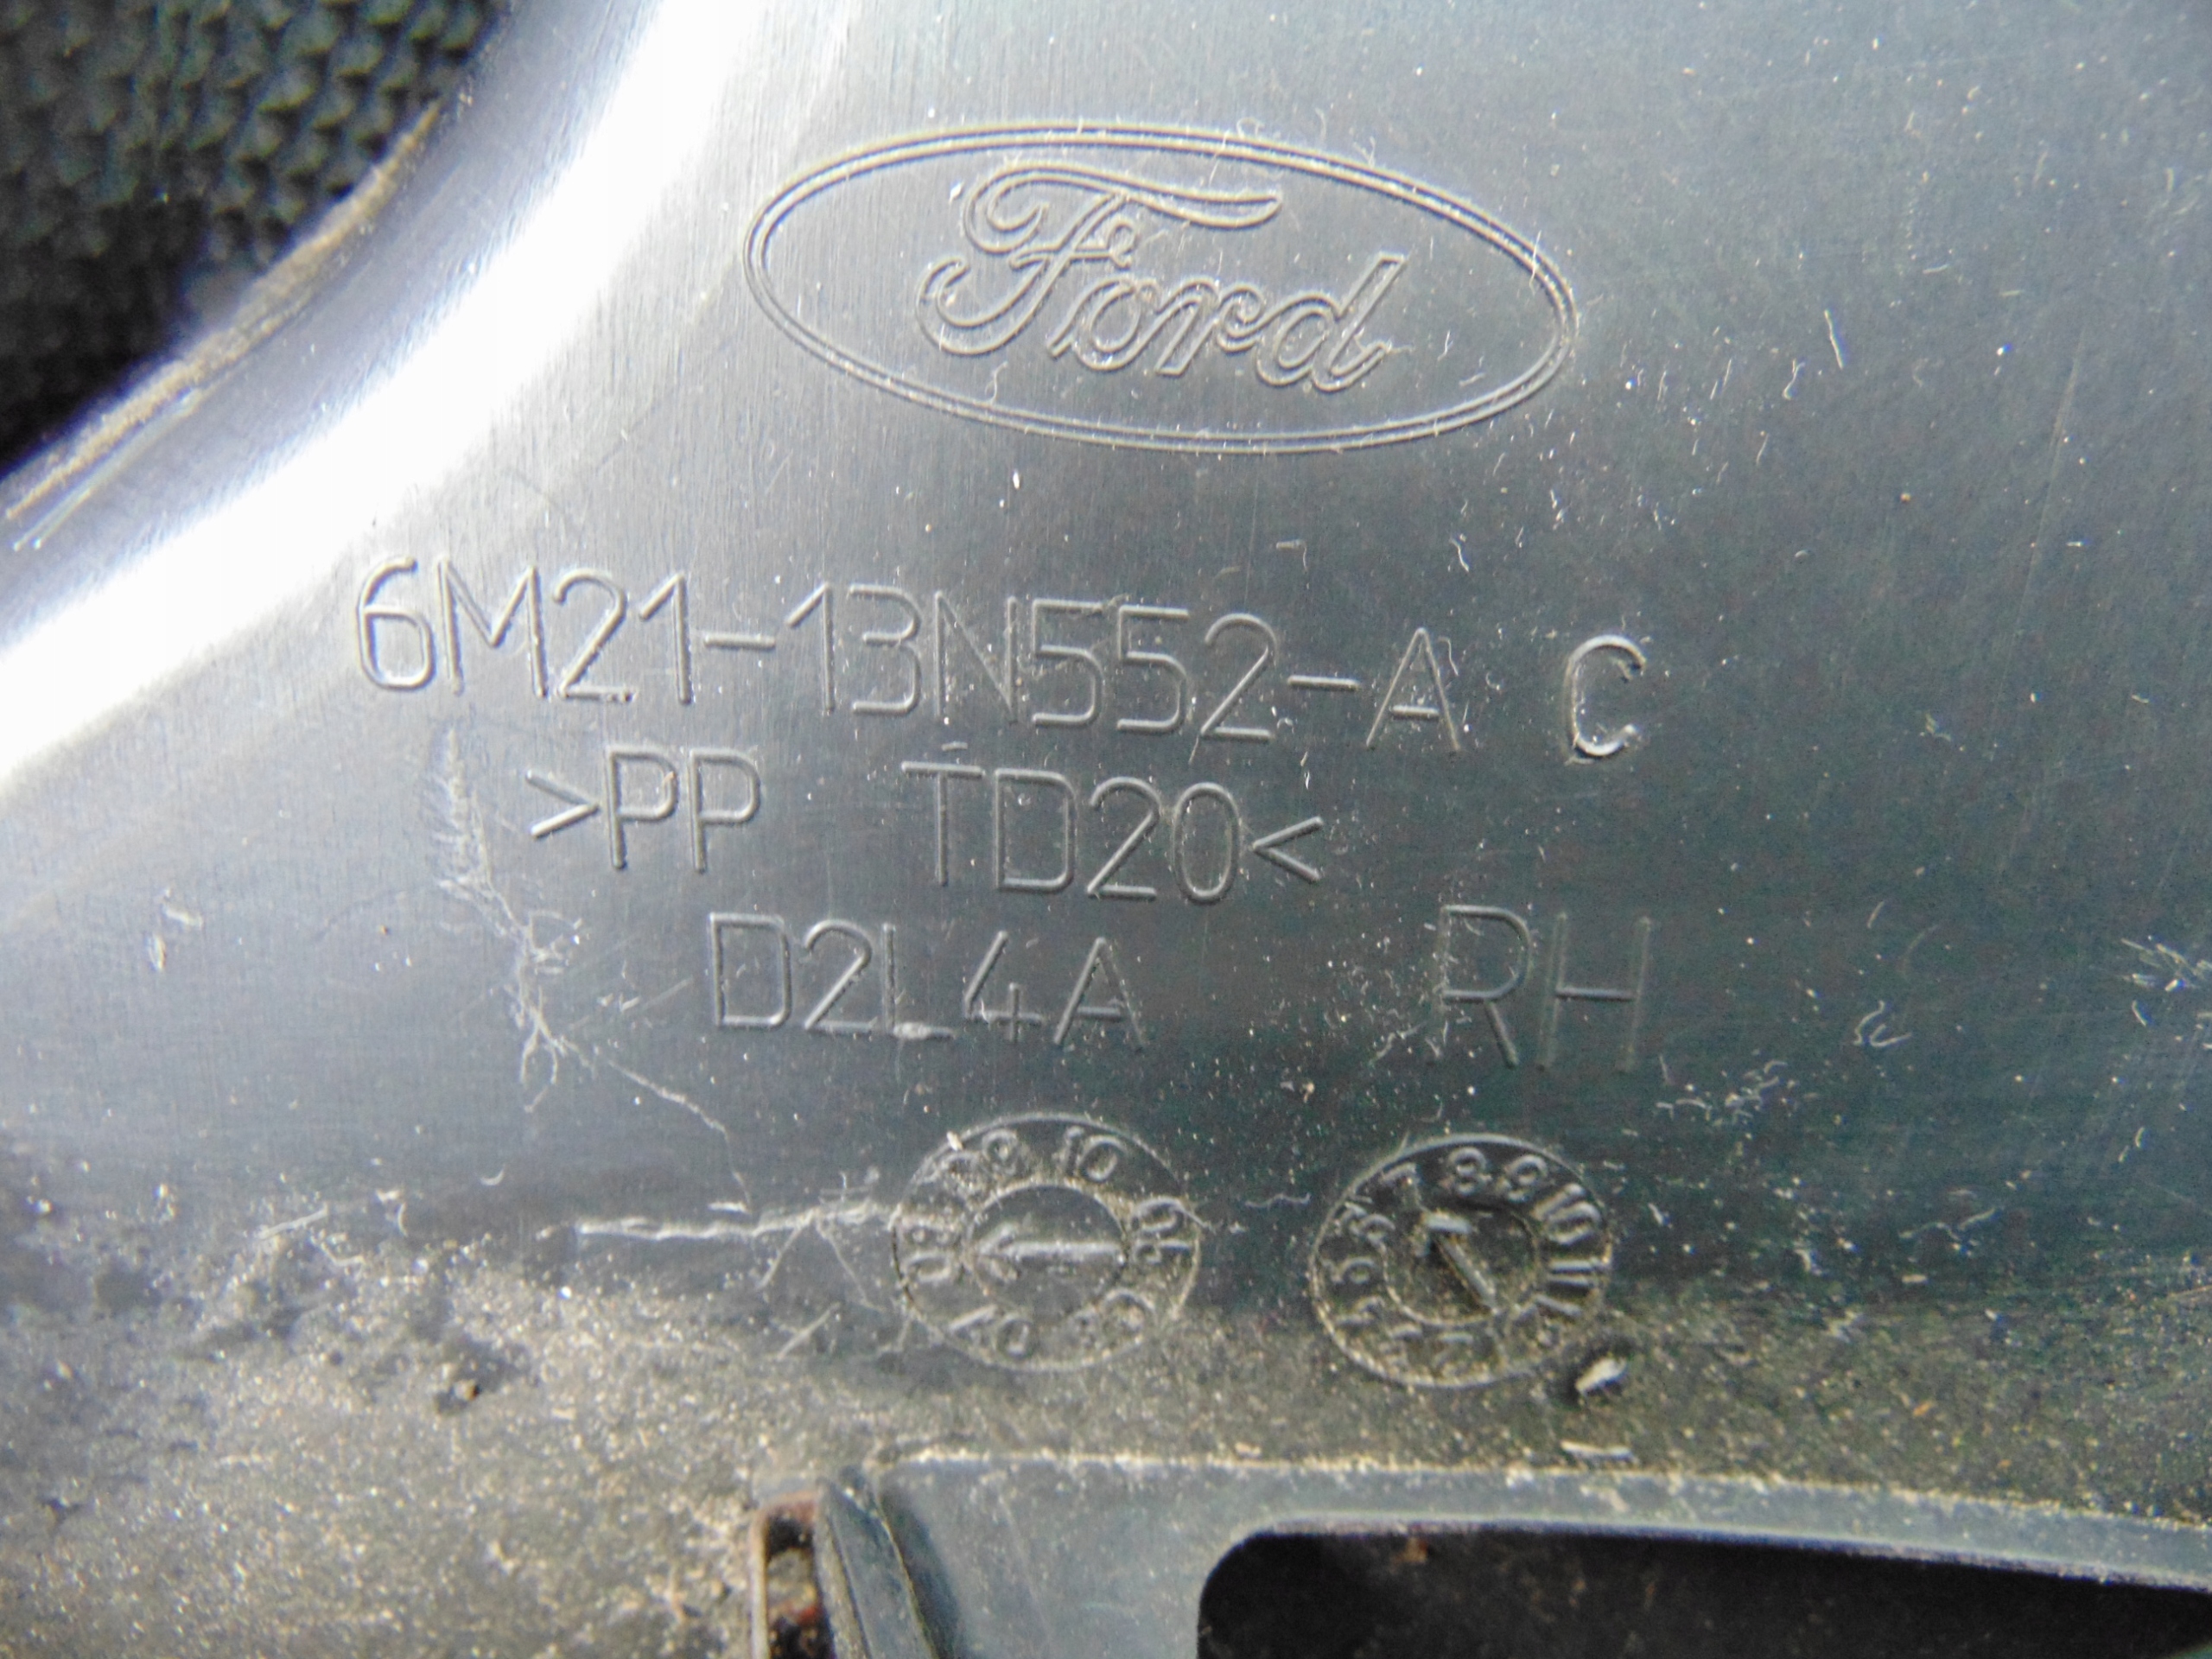 Ford
6M21-13N552-A C
>PP TD20<
D2L4A RH